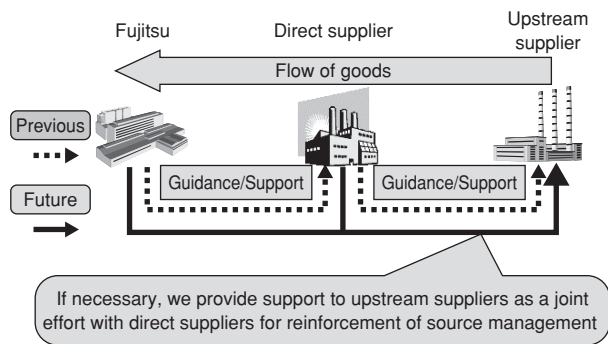 Fujitsu
Direct supplier
Upstream
supplier
Flow of goods
Previous
Guidance/Support
Guidance/Support
Future
If necessary, we provide support to upstream suppliers as a joint
effort with direct suppliers for reinforcement of source management